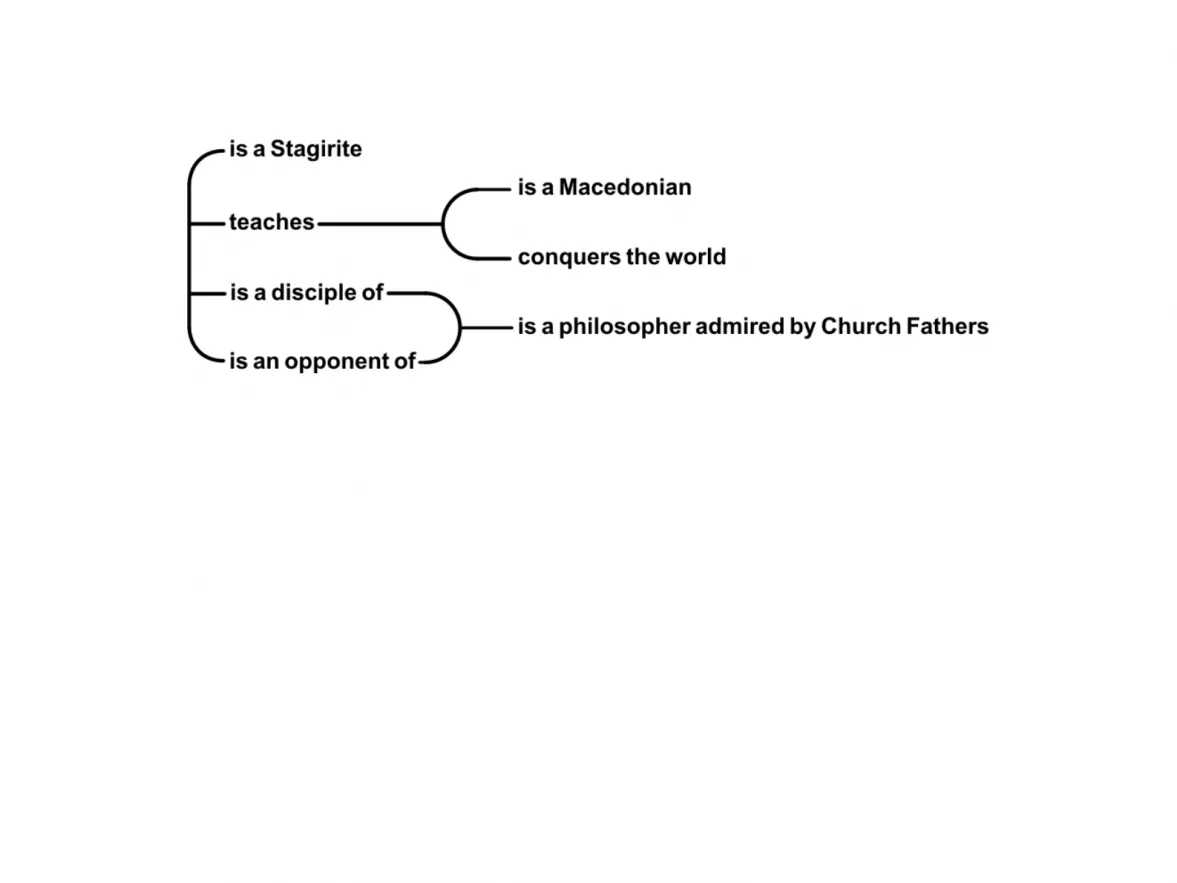 is a Stagirite
is a Macedonian
teaches
conquers the world
is a disciple of
is a philosopher admired by Church Fathers
is an opponent of